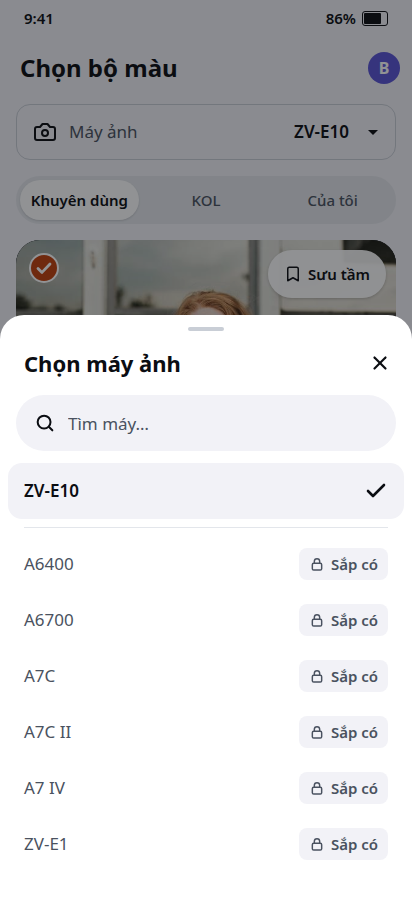 9:41
86%
Chọn bộ màu
B
Máy ảnh
ZV-E10
Khuyên dùng
KOL
Của tôi
Sưu tầm
Chọn máy ảnh
Tìm máy...
ZV-E10
A6400
Sắp có
A6700
Sắp có
A7C
Sắp có
A7C II
Sắp có
A7 IV
Sắp có
ZV-E1
Sắp có